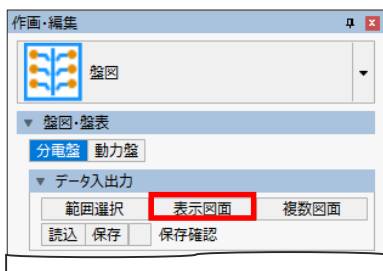 作画・編集
盤図
盤図・盤表
分電盤 動力盤
データ入出力
範囲選択 表示図面 複数図面
読込 保存 保存確認